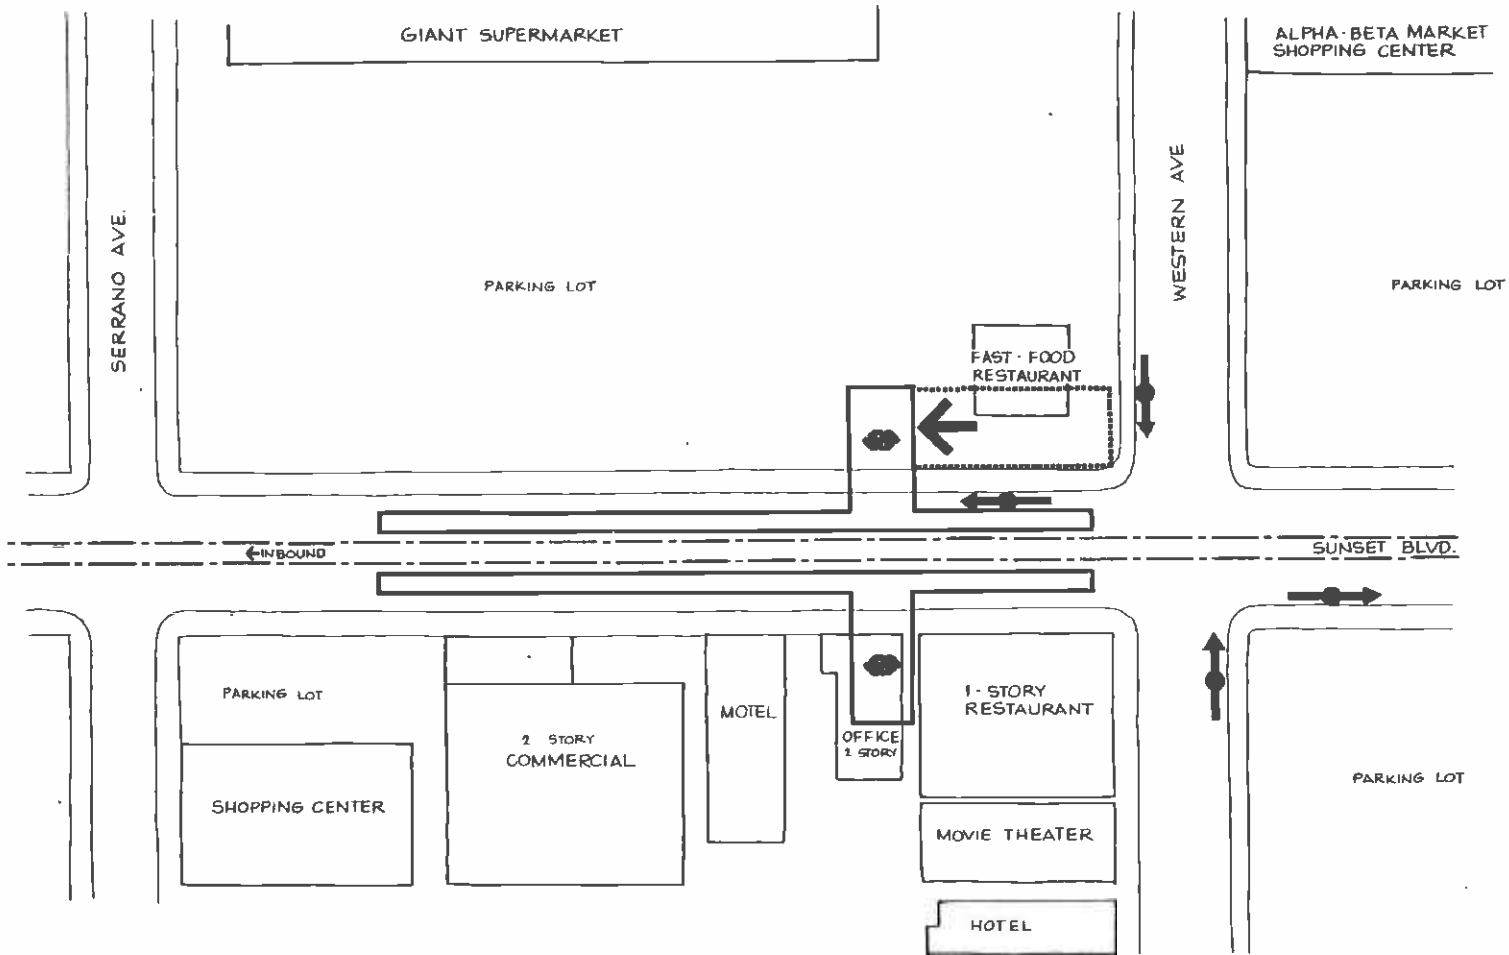 GIANT SUPERMARKET
ALPHA-BETA MARKET
SHOPPING CENTER
SERRANO AVE.
WESTERN AVE
PARKING LOT
PARKING LOT
FAST-FOOD
RESTAURANT
←INBOUND
SUNSET BLVD.
PARKING LOT
SHOPPING CENTER
2 STORY
COMMERCIAL
MOTEL
OFFICE
2 STORY
1-STORY
RESTAURANT
MOVIE THEATER
HOTEL
PARKING LOT